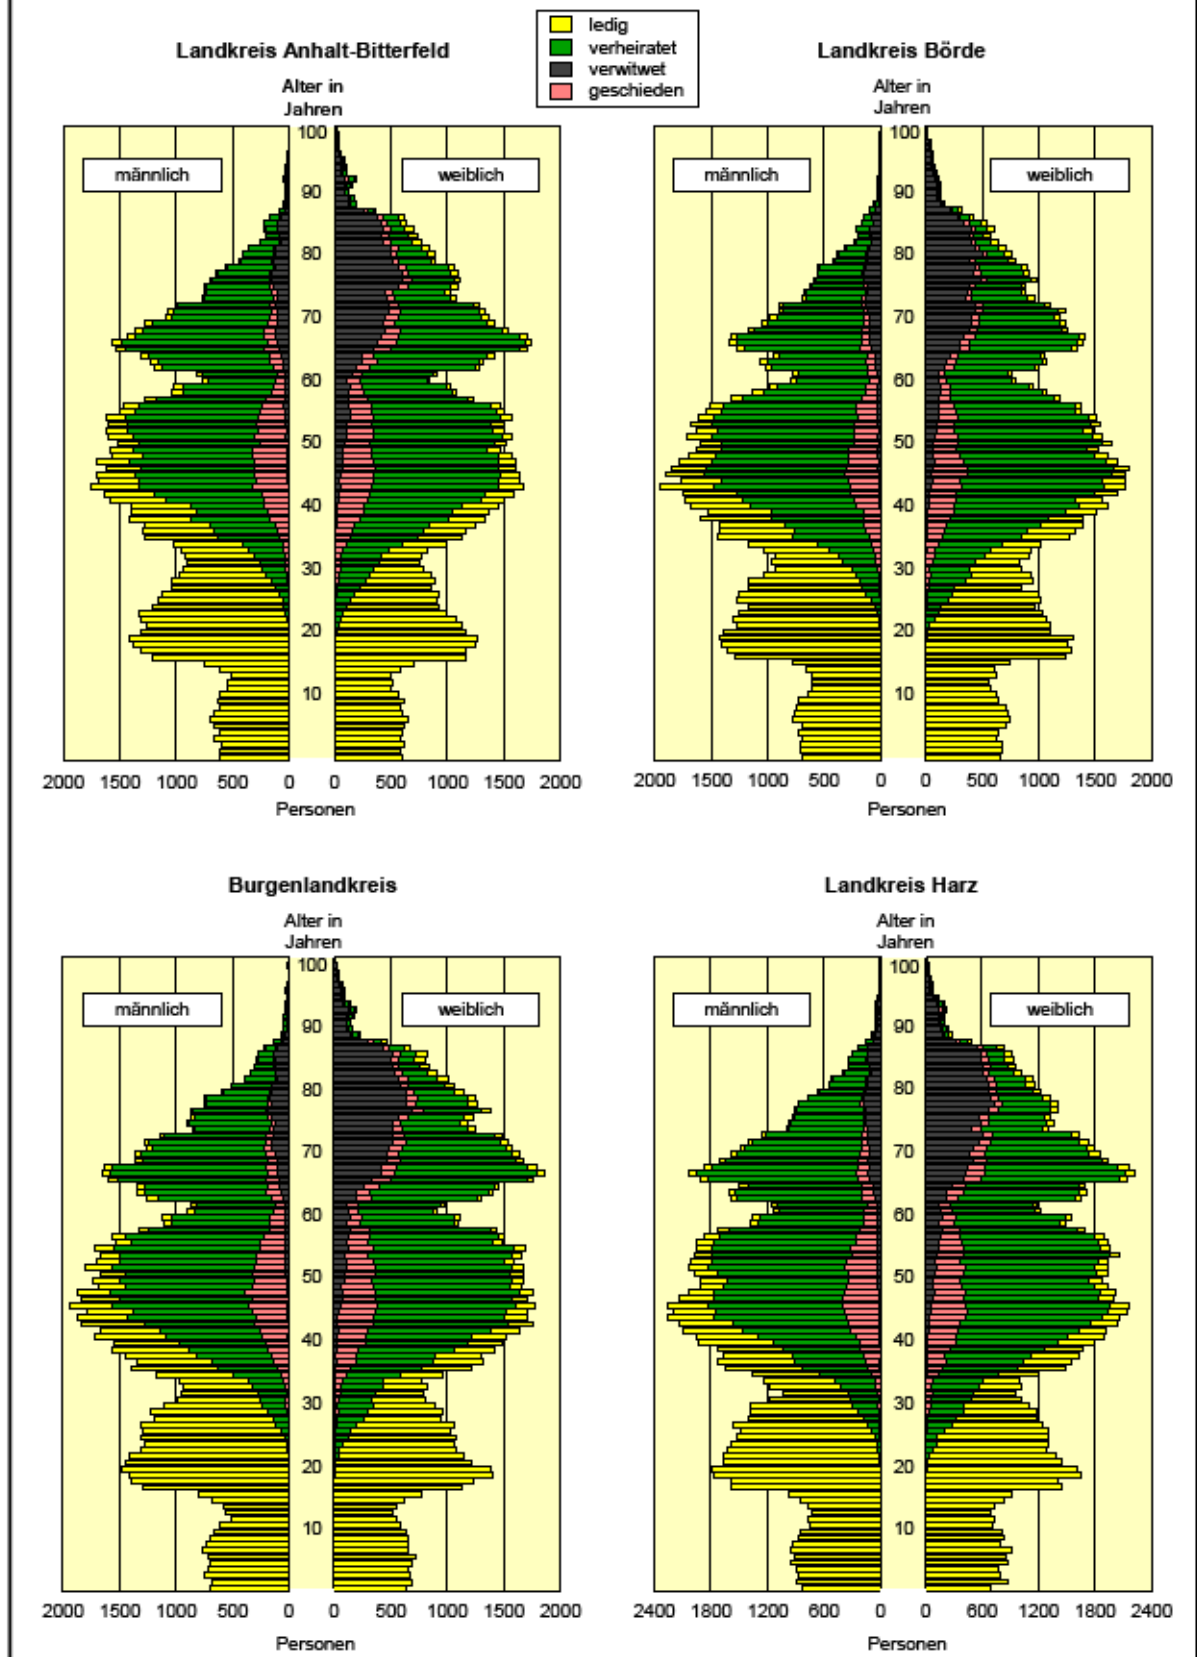 ledig
verheiratet
verwitwet
geschieden
Landkreis Anhalt-Bitterfeld
Alter in
Jahren
männlich
weiblich
100
90
80
70
60
50
40
30
20
10
2000 1500 1000 500 0 0 500 1000 1500 2000
Personen
Landkreis Börde
Alter in
Jahren
männlich
weiblich
100
90
80
70
60
50
40
30
20
10
2000 1500 1000 500 0 0 500 1000 1500 2000
Personen
Burgenlandkreis
Alter in
Jahren
männlich
weiblich
100
90
80
70
60
50
40
30
20
10
2000 1500 1000 500 0 0 500 1000 1500 2000
Personen
Landkreis Harz
Alter in
Jahren
männlich
weiblich
100
90
80
70
60
50
40
30
20
10
2400 1800 1200 600 0 0 600 1200 1800 2400
Personen